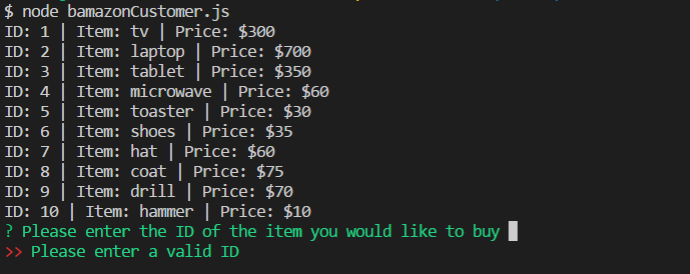 $ node bamazonCustomer.js
ID: 1 | Item: tv | Price: $300
ID: 2 | Item: laptop | Price: $700
ID: 3 | Item: tablet | Price: $350
ID: 4 | Item: microwave | Price: $60
ID: 5 | Item: toaster | Price: $30
ID: 6 | Item: shoes | Price: $35
ID: 7 | Item: hat | Price: $60
ID: 8 | Item: coat | Price: $75
ID: 9 | Item: drill | Price: $70
ID: 10 | Item: hammer | Price: $10
? Please enter the ID of the item you would like to buy
>> Please enter a valid ID